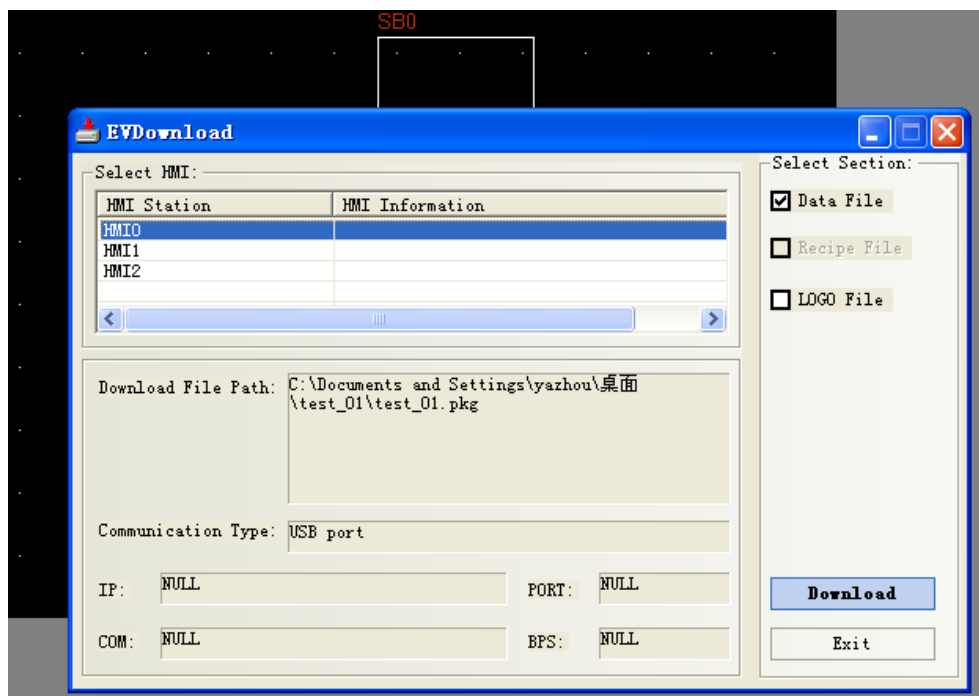 SB0
EVDownload
Select HMI:
HMI Station HMI Information
HMI0
HMI1
HMI2
Select Section:
Data File
Recipe File
LOGO File
Download File Path: C:\Documents and Settings\yazhou\桌面
\test_01\test_01.pkg
Communication Type: USB port
IP: NULL PORT: NULL
COM: NULL BPS: NULL
Download
Exit